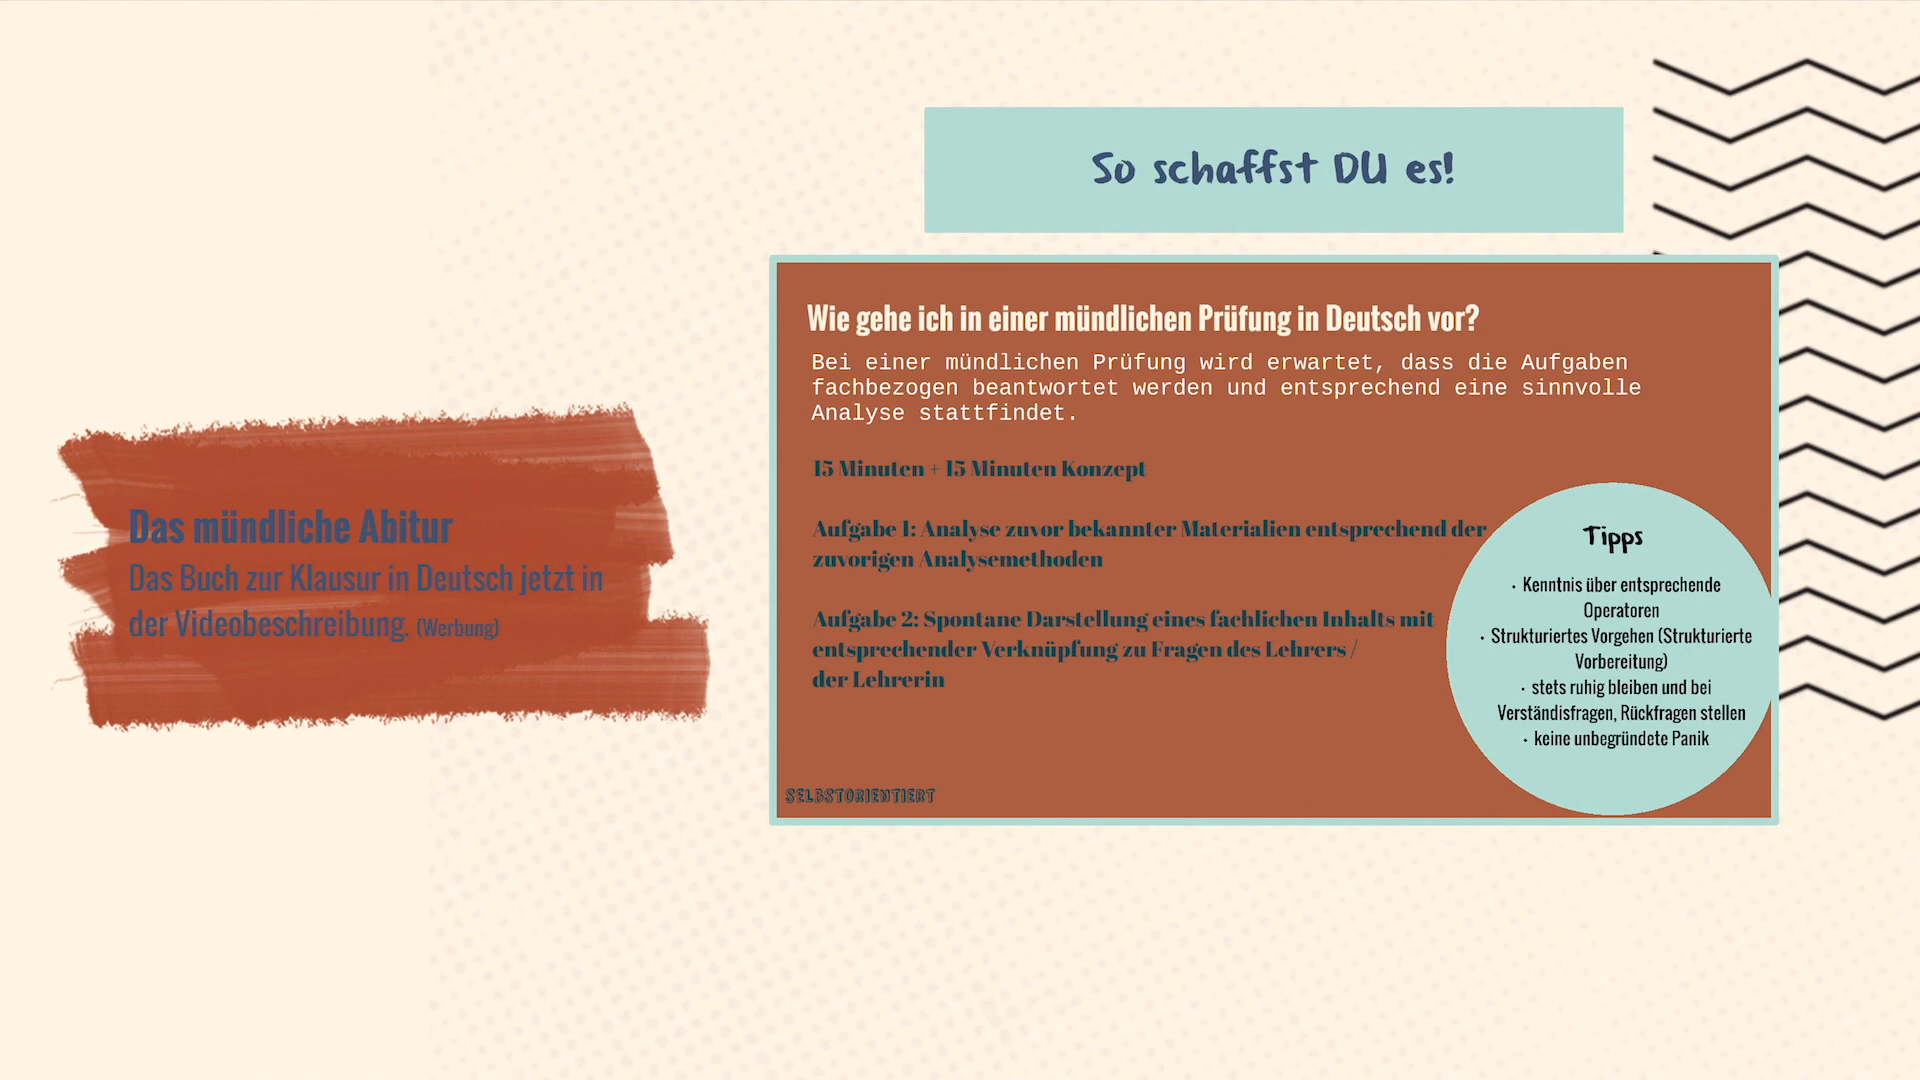 So schaffst DU es!
Wie gehe ich in einer mündlichen Prüfung in Deutsch vor?
Bei einer mündlichen Prüfung wird erwartet, dass die Aufgaben
fachbezogen beantwortet werden und entsprechend eine sinnvolle
Analyse stattfindet.
15 Minuten + 15 Minuten Konzept
Aufgabe 1: Analyse zuvor bekannter Materialien entsprechend der
zuvorigen Analysemethoden
Aufgabe 2: Spontane Darstellung eines fachlichen Inhalts mit
entsprechender Verknüpfung zu Fragen des Lehrers /
der Lehrerin
Tipps
· Kenntnis über entsprechende
Operatoren
· Strukturiertes Vorgehen (Strukturierte
Vorbereitung)
· stets ruhig bleiben und bei
Verständisfragen, Rückfragen stellen
· keine unbegründete Panik
SELBSTORIENTIERT
Das mündliche Abitur
Das Buch zur Klausur in Deutsch jetzt in
der Videobeschreibung. (Werbung)